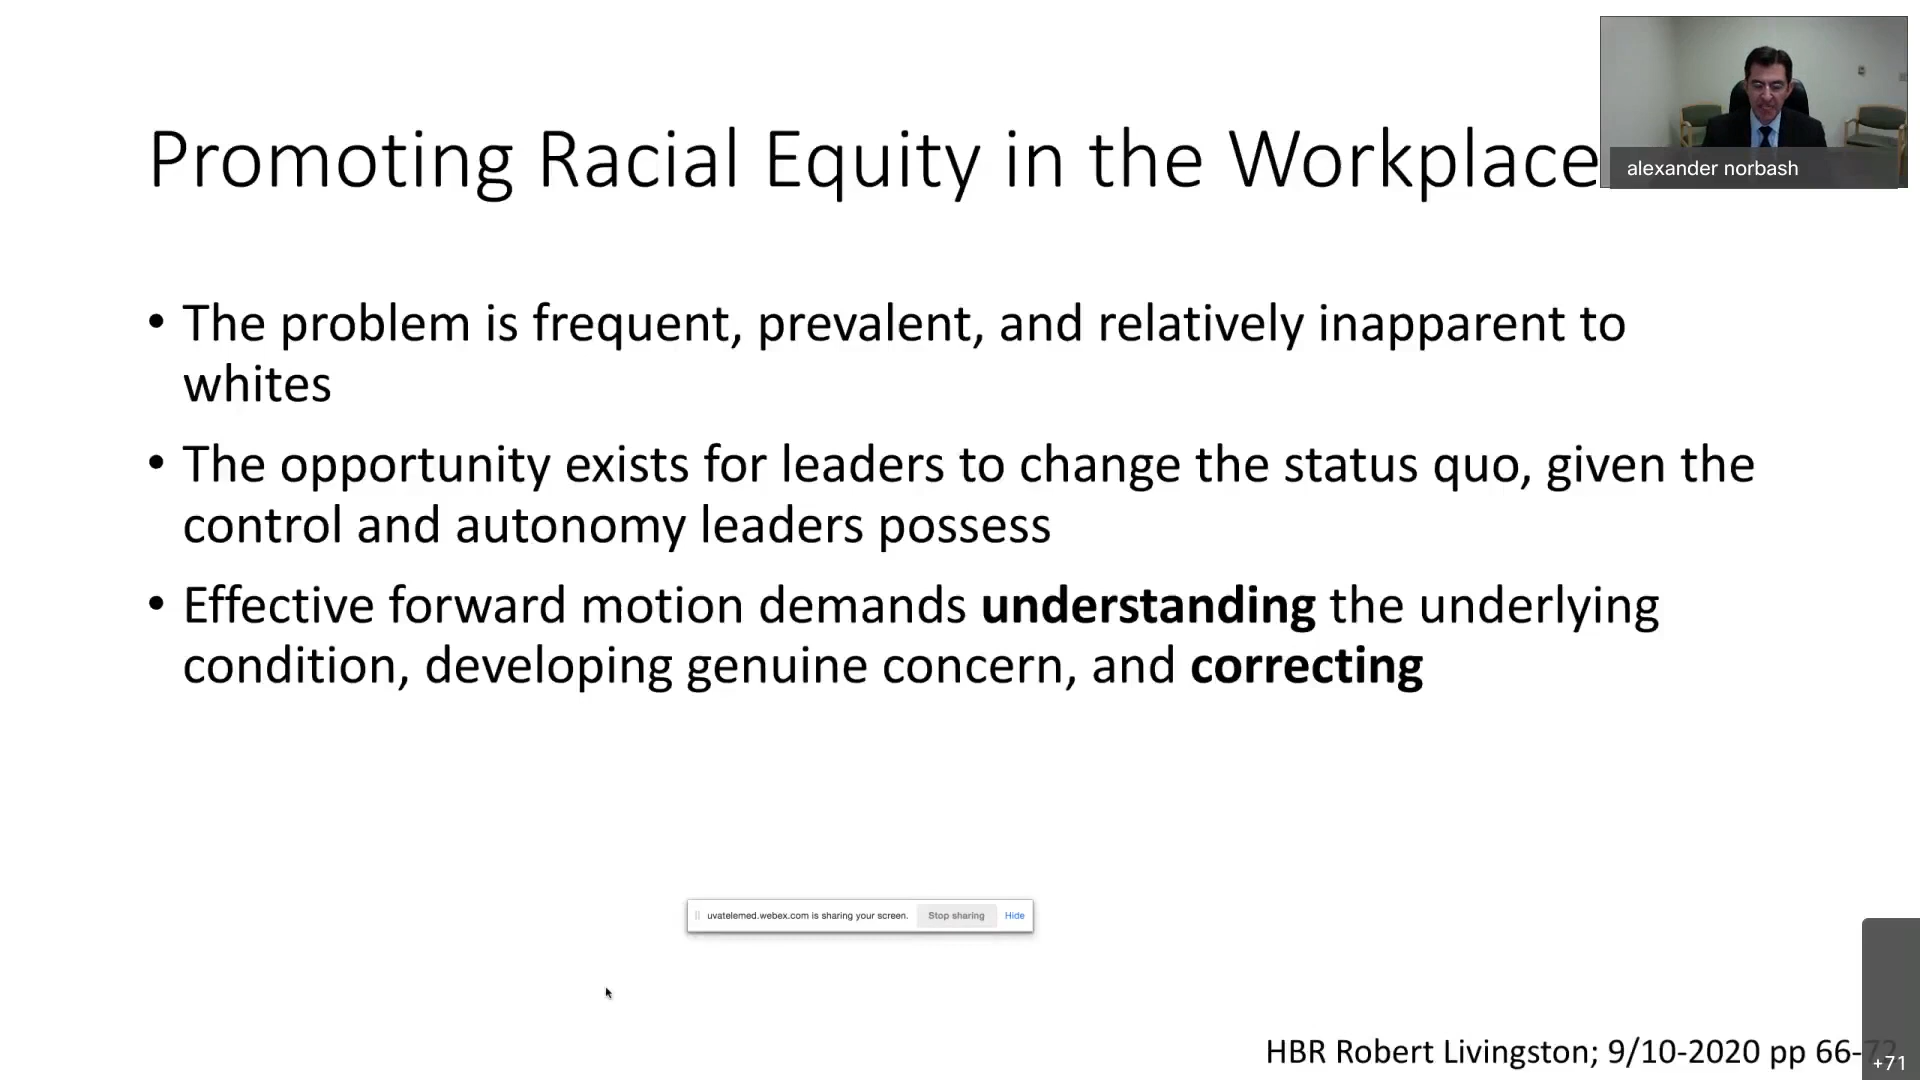 Promoting Racial Equity in the Workplace
alexander norbash
• The problem is frequent, prevalent, and relatively inapparent to
whites
• The opportunity exists for leaders to change the status quo, given the
control and autonomy leaders possess
• Effective forward motion demands understanding the underlying
condition, developing genuine concern, and correcting
uvatelemed.webex.com is sharing your screen. Stop sharing Hide
HBR Robert Livingston; 9/10-2020 pp 66-72
+71